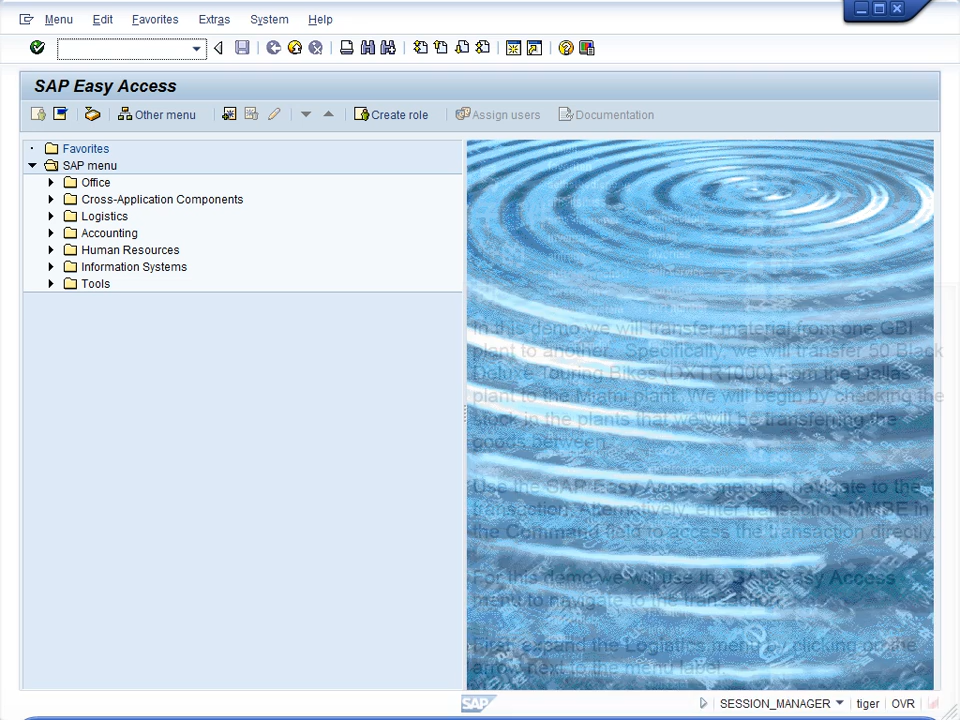 Menu Edit Favorites Extras System Help
SAP Easy Access
Other menu Create role Assign users Documentation
Favorites
SAP menu
Office
Cross-Application Components
Logistics
Accounting
Human Resources
Information Systems
Tools
In this demo we will transfer material from one GBI
plant to another. Specifically, we will transfer 50 Black
Deluxe Touring Bikes (DXTR1000) from the Dallas
plant to the Miami plant. We will begin by checking the
stock in the plants that we will be transferring the
goods between.
Use the SAP Easy Access menu to navigate to the
transaction. Alternatively, enter transaction MMBE in
the Command field to access the transaction directly.
For this demo we will use the SAP Easy Access
menu to navigate to the transaction.
First, expand the Logistics menu by clicking on the
arrow next to the menu label.
SAP
SESSION_MANAGER tiger OVR